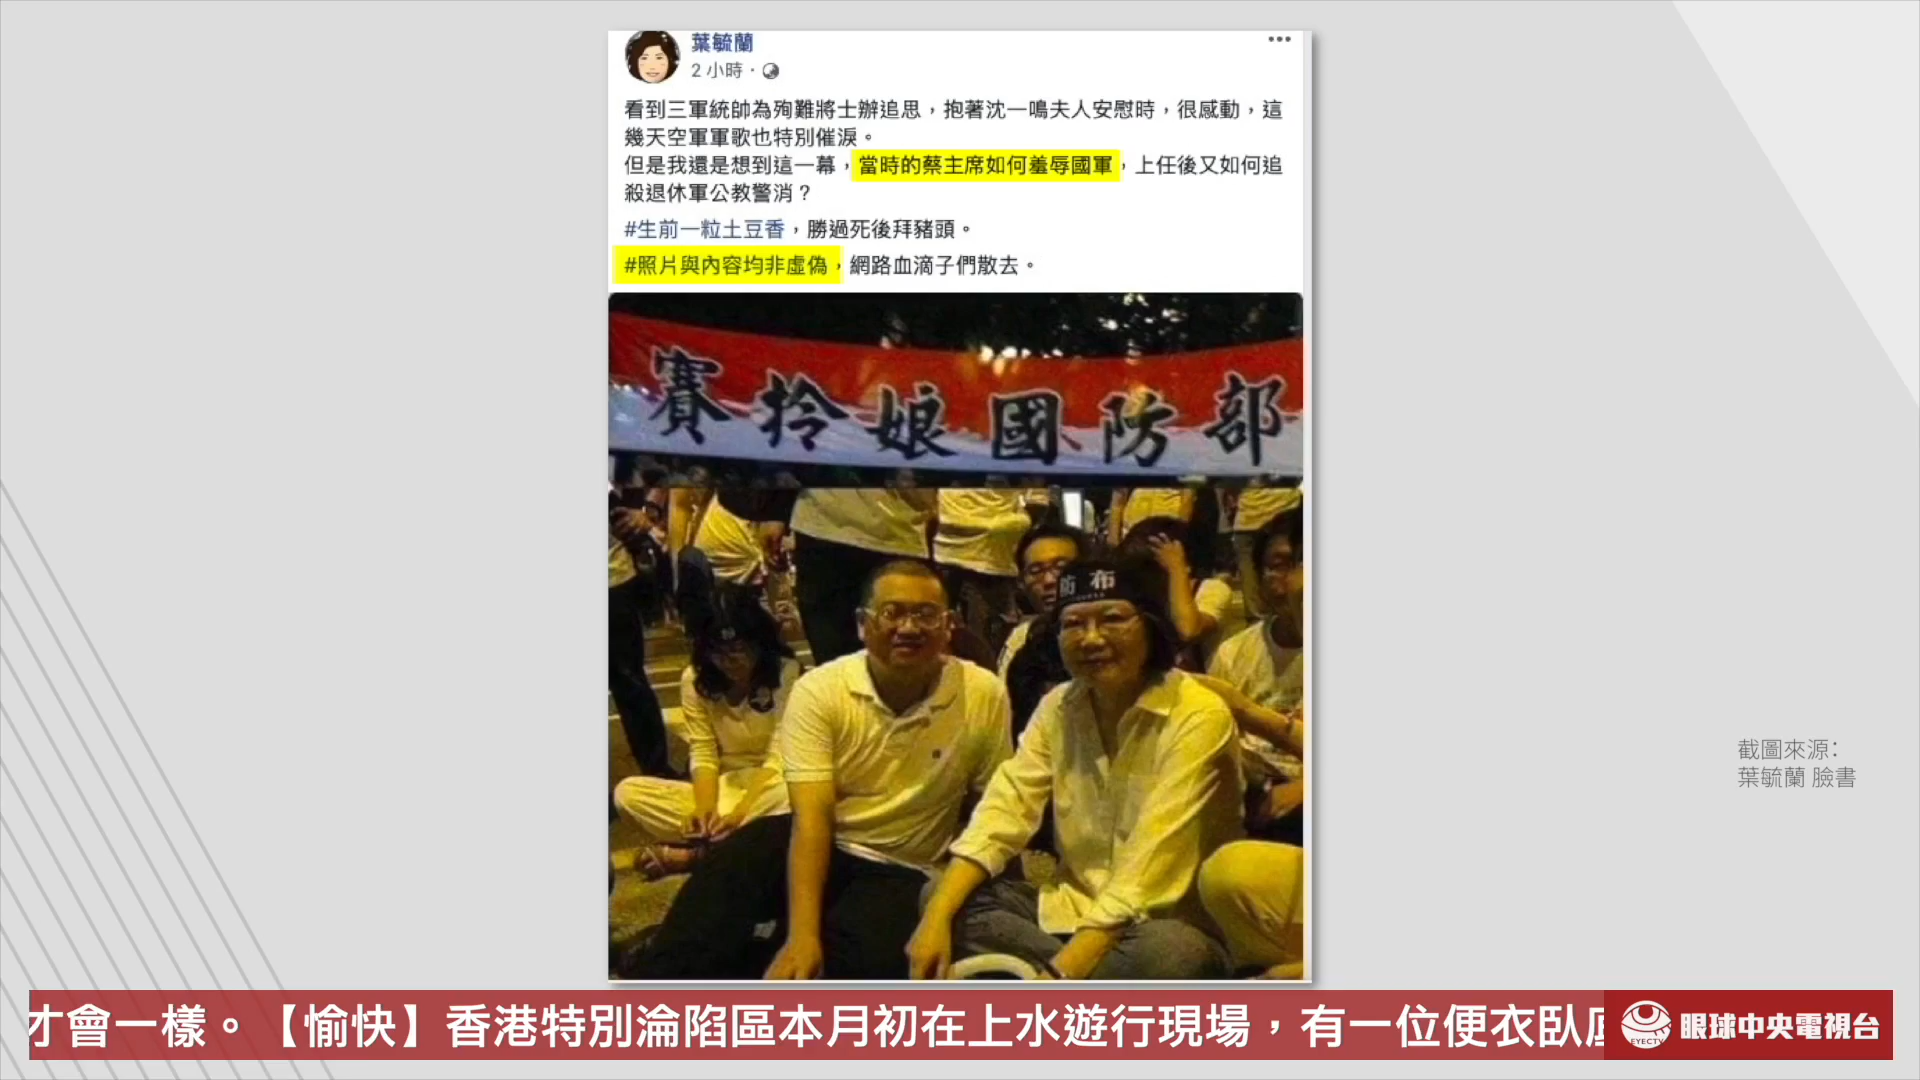 葉毓蘭
2 小時 ·
看到三軍統帥為殉難將士辦追思，抱著沈一鳴夫人安慰時，很感動，這
幾天空軍軍歌也特別催淚。
但是我還是想到這一幕，當時的蔡主席如何羞辱國軍，上任後又如何追
殺退休軍公教警消？
#生前一粒土豆香，勝過死後拜豬頭。
#照片與內容均非虛偽，網路血滴子們散去。
賽拎娘國防部
防 布
截圖來源：
葉毓蘭 臉書
才會一樣。【愉快】香港特別淪陷區本月初在上水遊行現場，有一位便衣臥底
EYECTV
眼球中央電視台